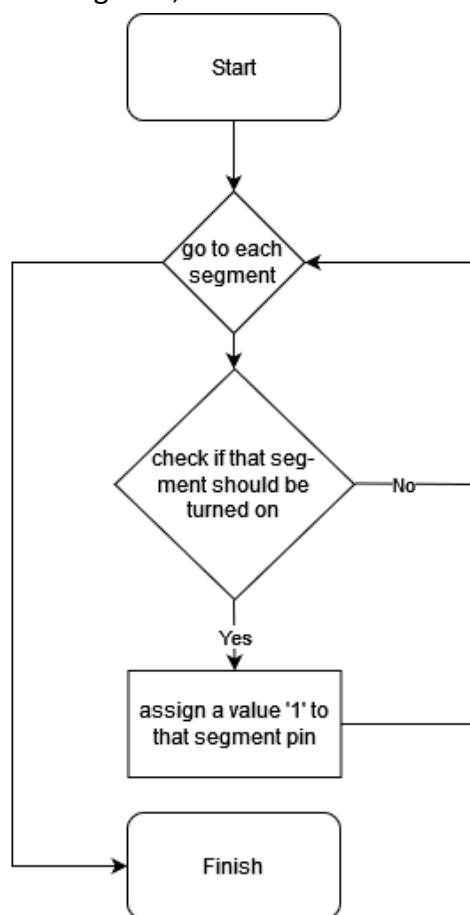 Start
go to each
segment
check if that seg-
ment should be
turned on
No
Yes
assign a value '1' to
that segment pin
Finish